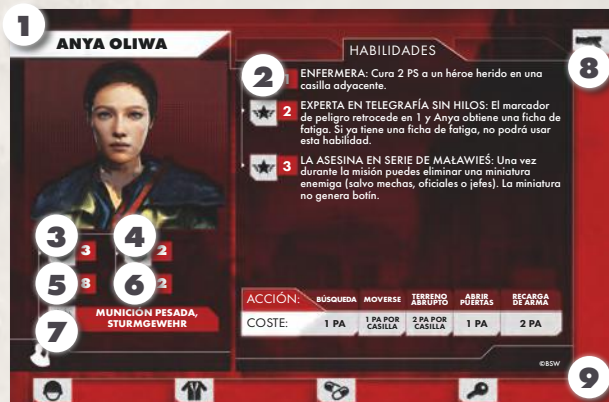 1
ANYA OLIWA
HABILIDADES
8
2
ENFERMERA: Cura 2 PS a un héroe herido en una
casilla adyacente.
2 EXPERTA EN TELEGRAFÍA SIN HILOS: El marcador
de peligro retrocede en 1 y Anya obtiene una ficha de
fatiga. Si ya tiene una ficha de fatiga, no podrá usar
esta habilidad.
3 LA ASESINA EN SERIE DE MAŁAWIEŚ: Una vez
durante la misión puedes eliminar una miniatura
enemiga (salvo mechas, oficiales o jefes). La miniatura
no genera botín.
3 3 4 2
5 8 6 2
7 MUNICIÓN PESADA,
STURMGEWEHR
ACCIÓN: BÚSQUEDA MOVERSE TERRENO ABRUPTO ABRIR PUERTAS RECARGA DE ARMA
COSTE: 1 PA 1 PA POR CASILLA 2 PA POR CASILLA 1 PA 2 PA
©BSW
9